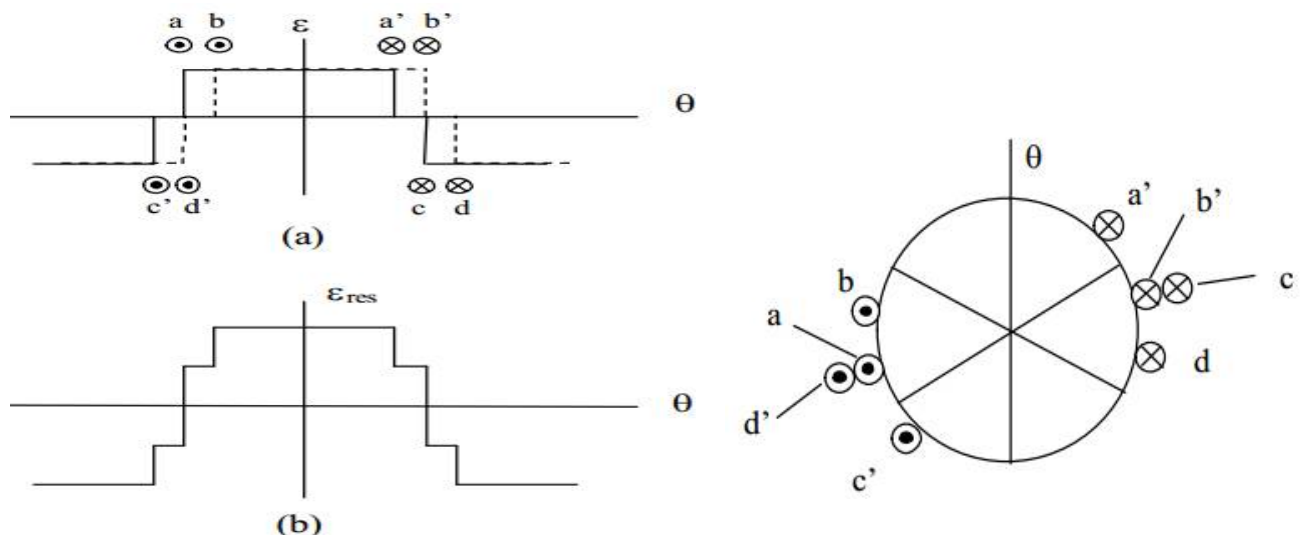 a b ε a’ b’
θ
c’ d’ c d
(a)
εres
θ
(b)
θ
a’
b’
b
c
a
d
d’
c’